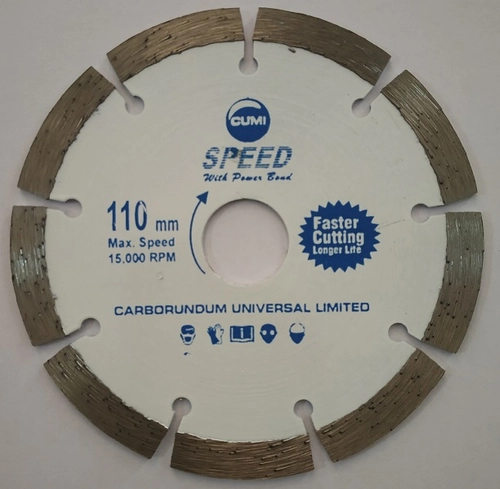 CUMI
SPEED
With Power Bond
110 mm
Max. Speed
15,000 RPM
Faster
Cutting
Longer Life
CARBORUNDUM UNIVERSAL LIMITED
i